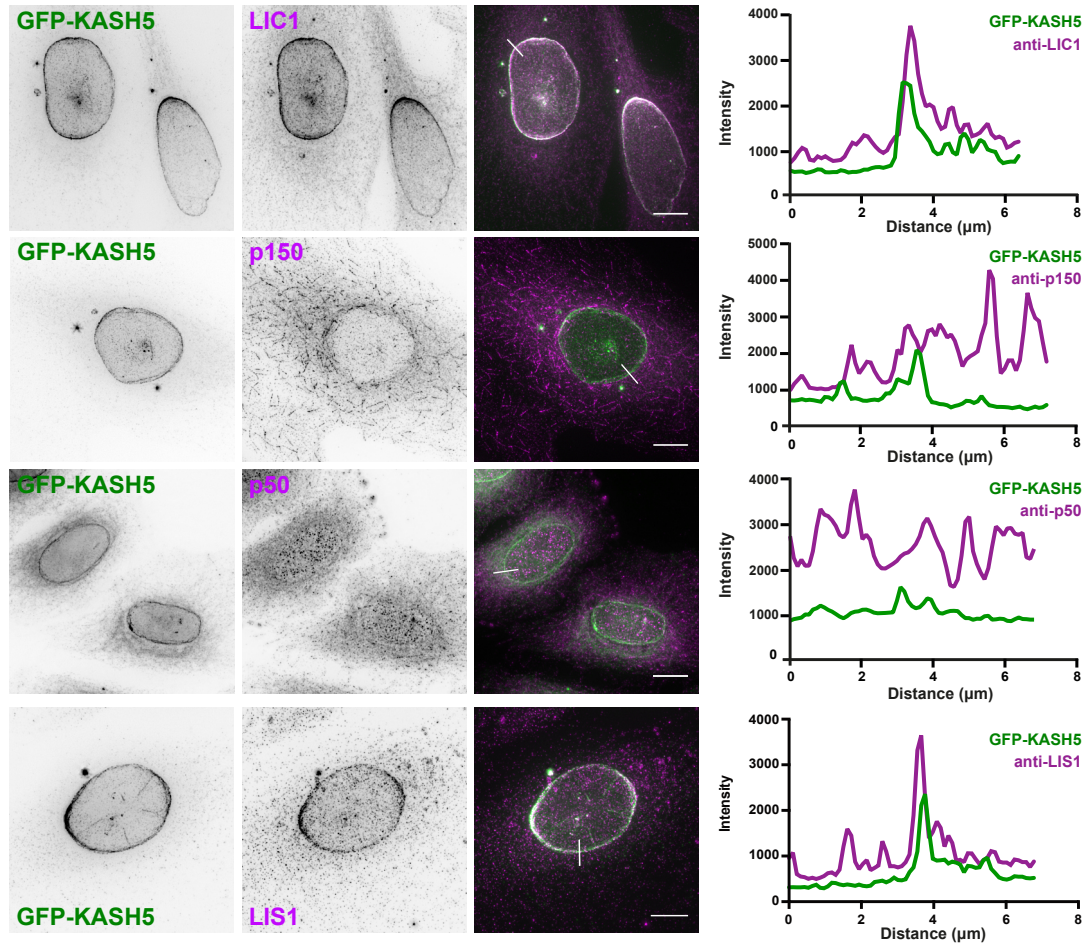 GFP-KASH5
LIC1
GFP-KASH5
anti-LIC1
4000
3000
2000
1000
0
Intensity
0
2
4
6
8
Distance (µm)
GFP-KASH5
p150
GFP-KASH5
anti-p150
5000
4000
3000
2000
1000
0
Intensity
0
2
4
6
8
Distance (µm)
GFP-KASH5
p50
GFP-KASH5
anti-p50
4000
3000
2000
1000
0
Intensity
0
2
4
6
8
Distance (µm)
GFP-KASH5
LIS1
GFP-KASH5
anti-LIS1
4000
3000
2000
1000
0
Intensity
0
2
4
6
8
Distance (µm)